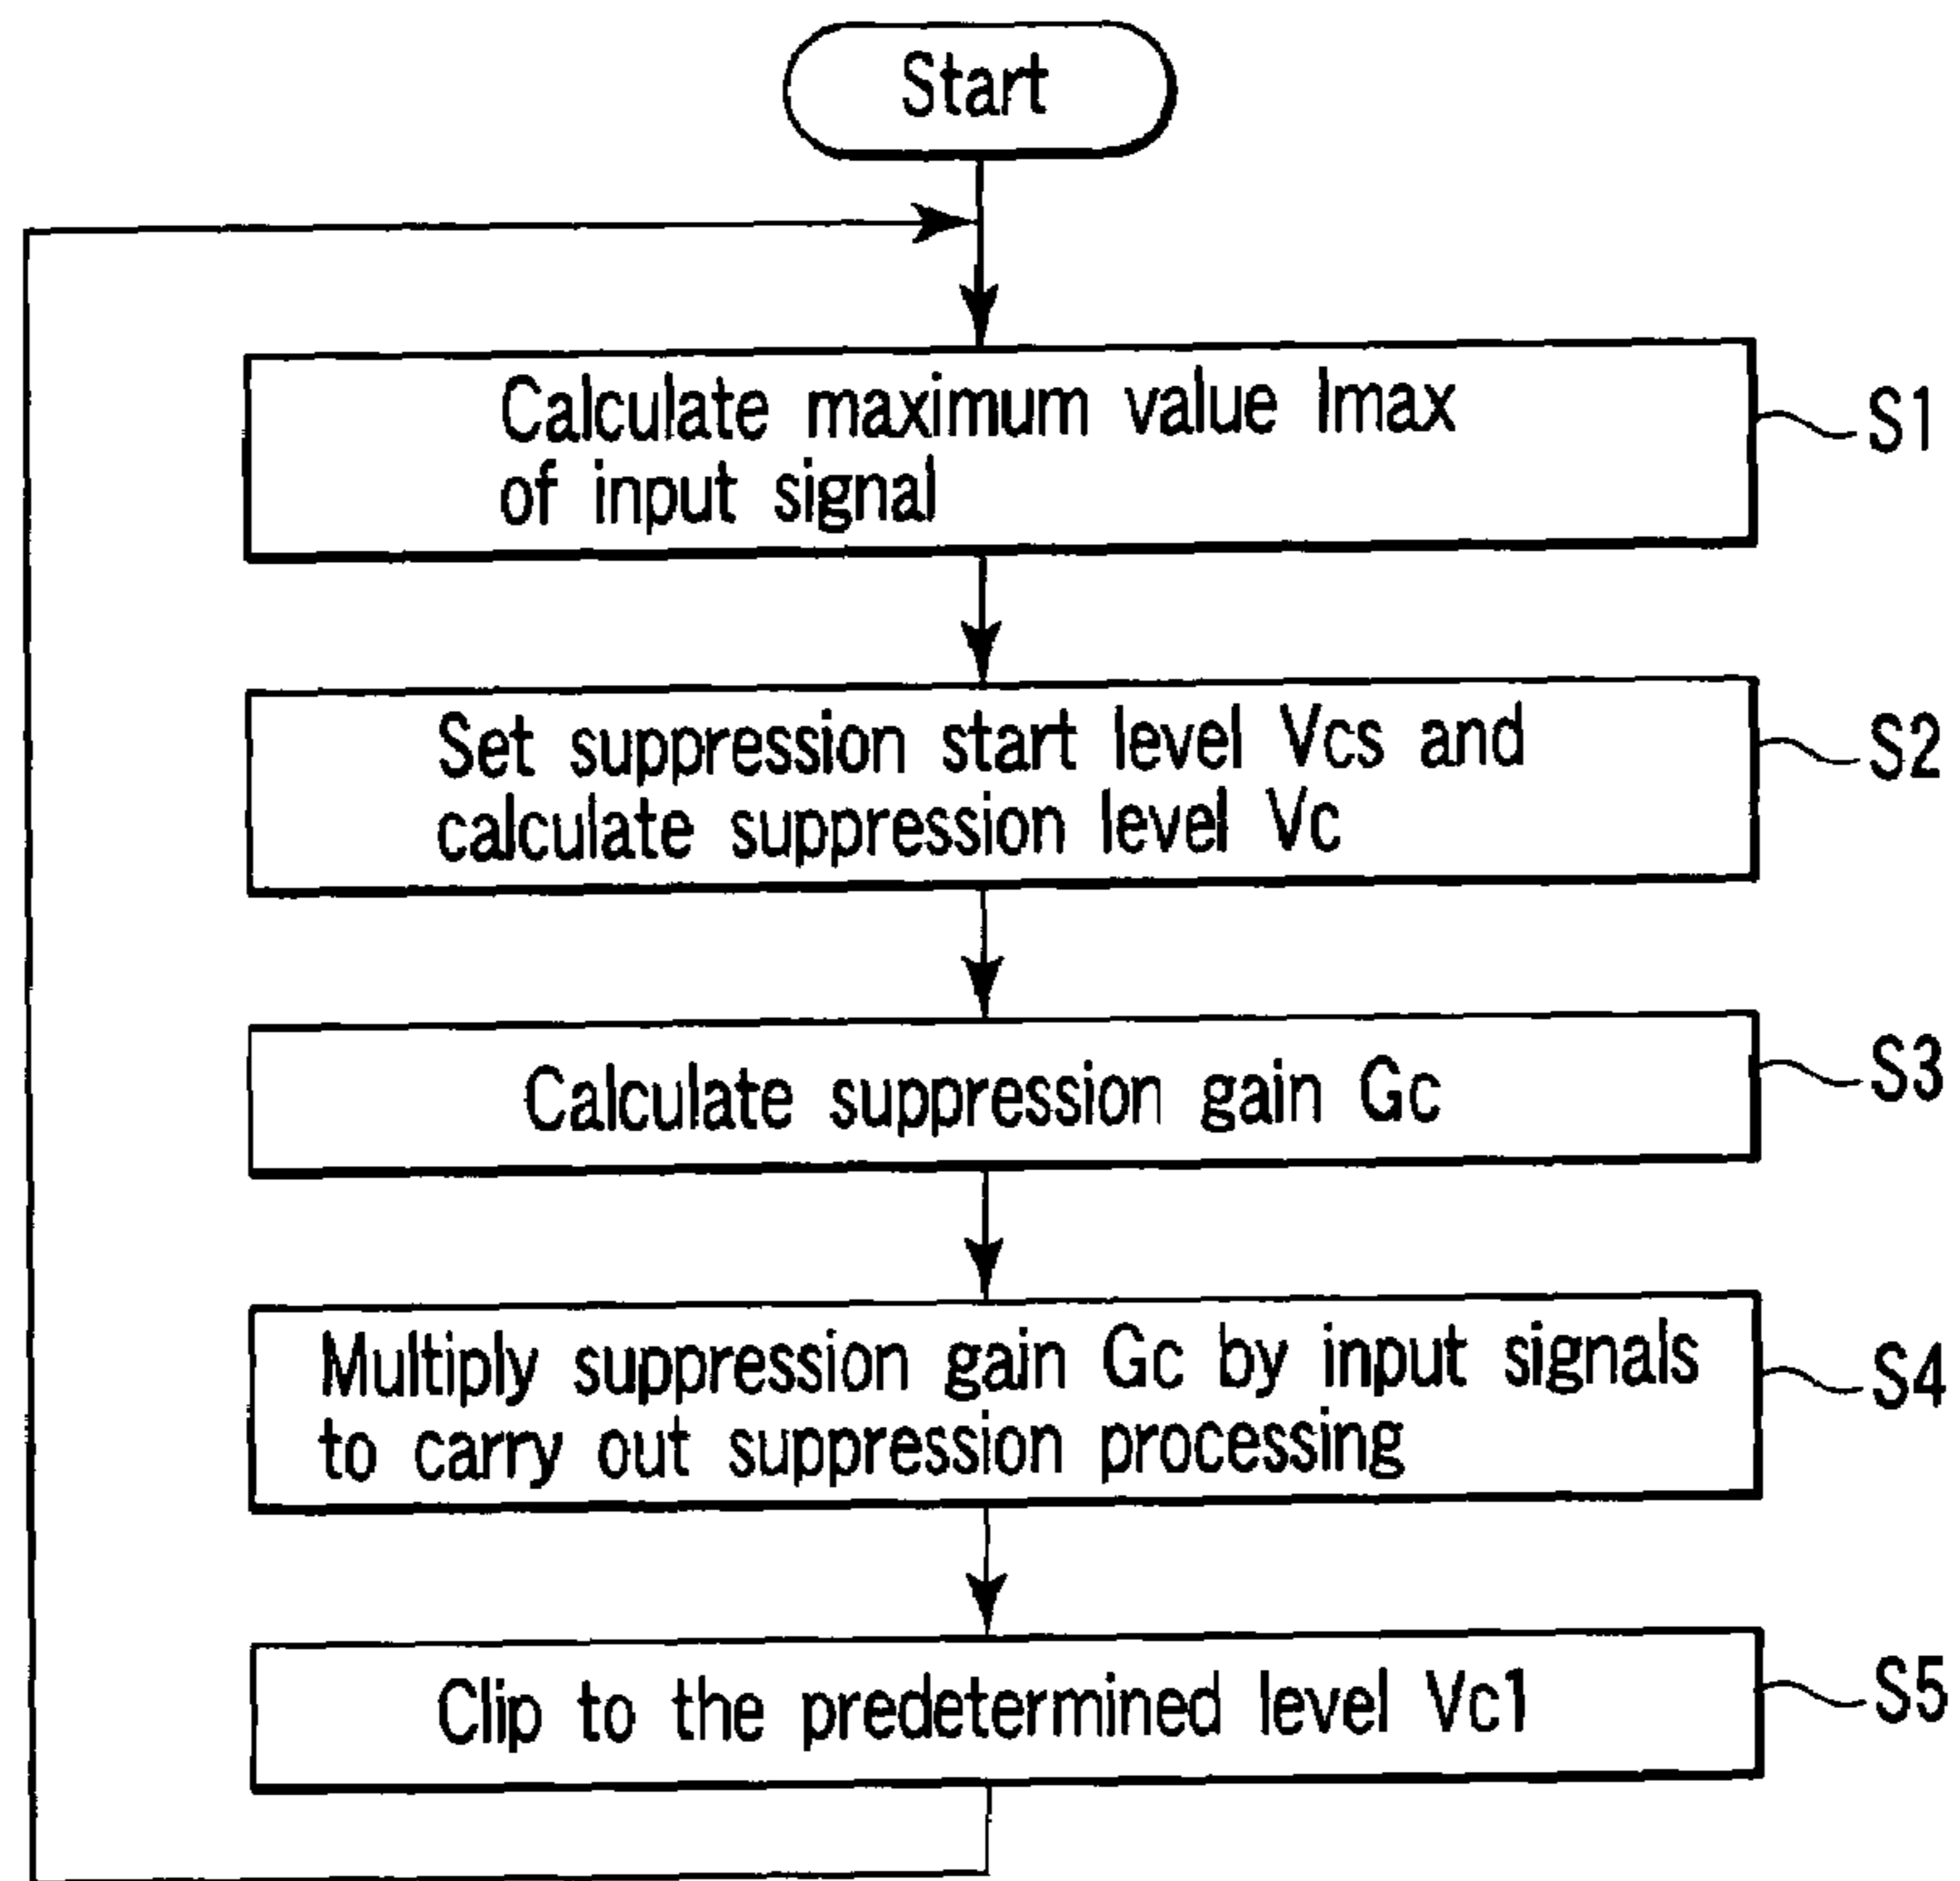 Start
Calculate maximum value Imax
of input signal
S1
Set suppression start level Vcs and
calculate suppression level Vc
S2
Calculate suppression gain Gc
S3
Multiply suppression gain Gc by input signals
to carry out suppression processing
S4
Clip to the predetermined level Vc1
S5